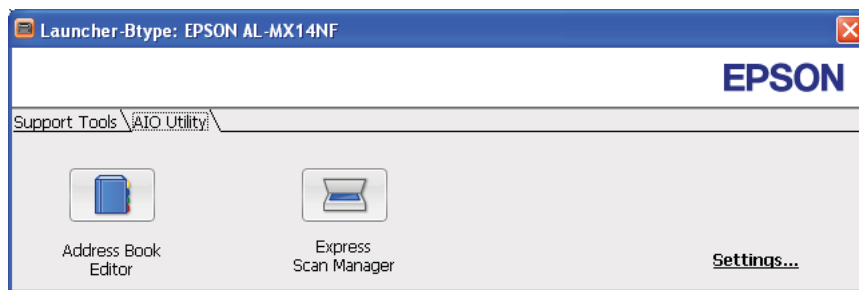 Launcher-Btype: EPSON AL-MX14NF
EPSON
Support Tools AIO Utility
Address Book
Editor
Express
Scan Manager
Settings...